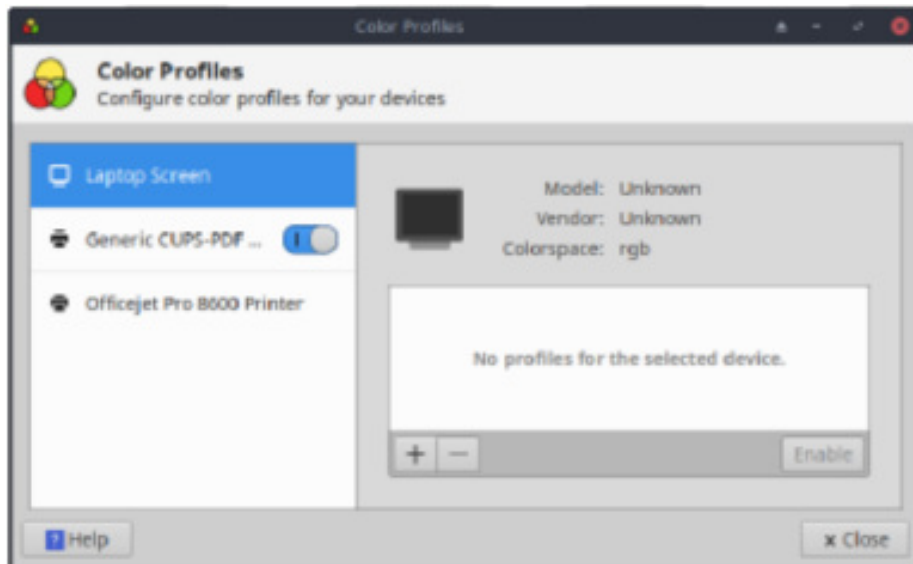 Color Profiles
Color Profiles
Configure color profiles for your devices
Laptop Screen
Generic CUPS-PDF ...
Officejet Pro 8600 Printer
Model: Unknown
Vendor: Unknown
Colorspace: rgb
No profiles for the selected device.
+ −
Enable
? Help
x Close